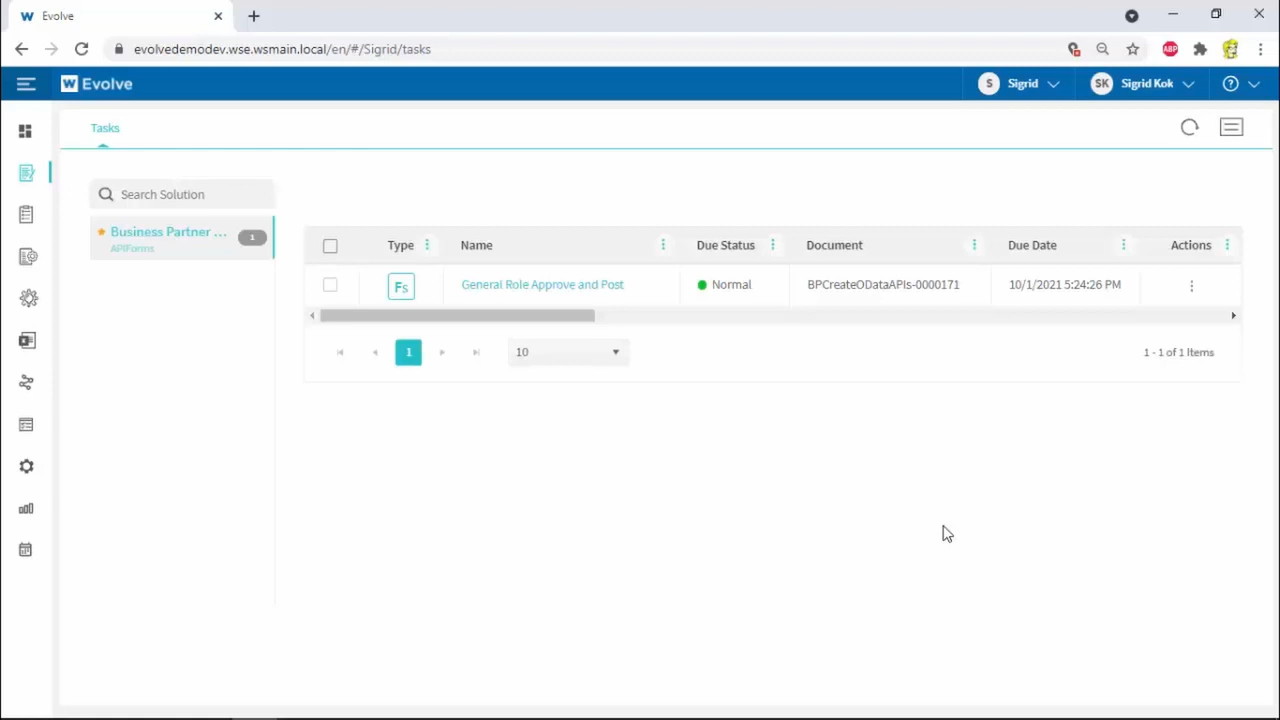 W Evolve
evolvedemodev.wse.wsmain.local/en/#/Sigrid/tasks
ABP
W Evolve
S Sigrid
SK Sigrid Kok
?
Tasks
Search Solution
Business Partner ...
1
APIForms
Type Name Due Status Document Due Date Actions
Fs General Role Approve and Post Normal BPCreateODataAPIs-0000171 10/1/2021 5:24:26 PM
1 10 1 - 1 of 1 Items